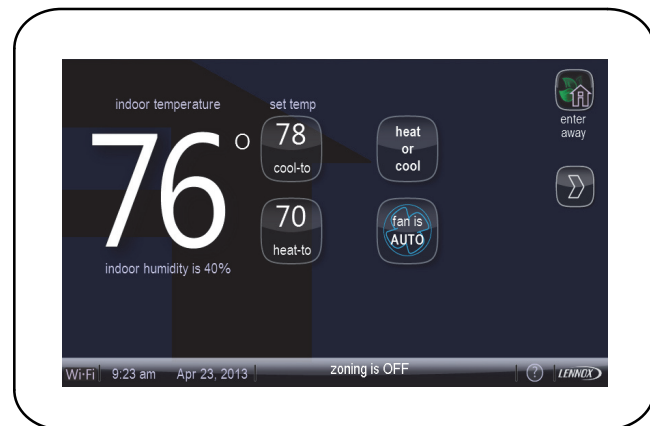 indoor temperature
set temp
76°
78
cool-to
heat
or
cool
enter
away
70
heat-to
fan is
AUTO
indoor humidity is 40%
Wi·Fi 9:23 am Apr 23, 2013 zoning is OFF ? LENNOX